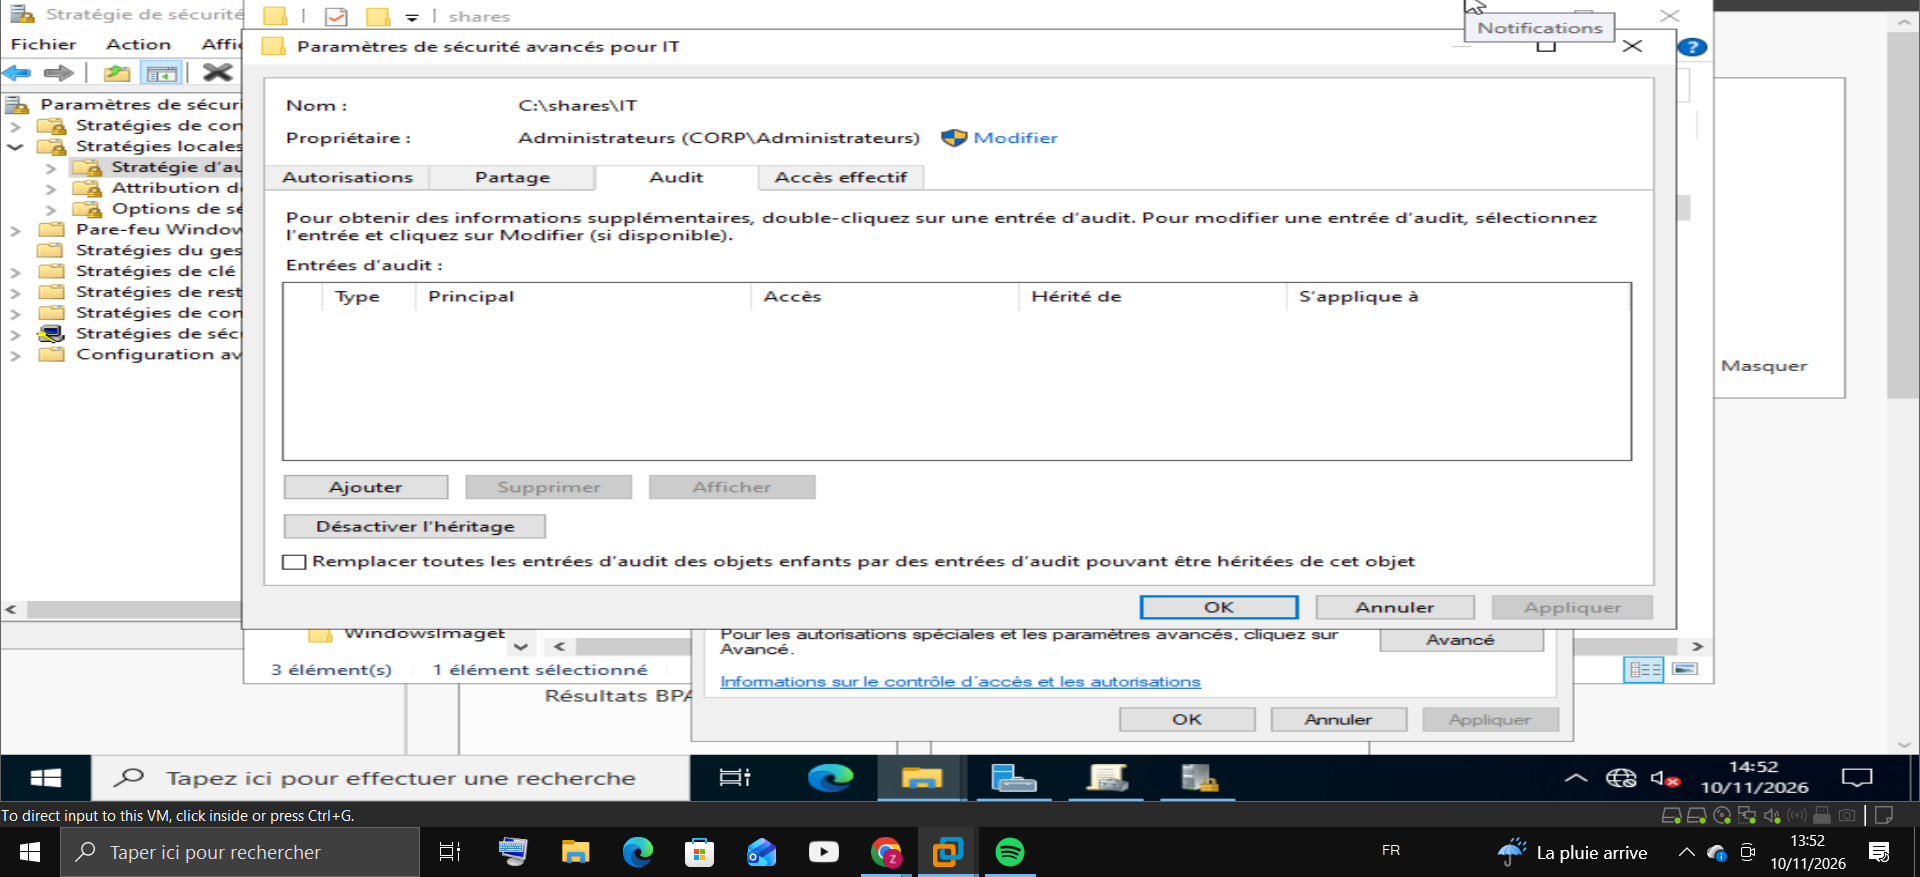 Stratégie de sécurité
shares
Notifications
Fichier Action Affi
Paramètres de sécurité avancés pour IT
Paramètres de sécuri
Stratégies de con
Stratégies locales
Stratégie d'au
Attribution d
Options de sé
Pare-feu Window
Stratégies du ges
Stratégies de clé
Stratégies de rest
Stratégies de con
Stratégies de séc
Configuration av
Nom : C:\shares\IT
Propriétaire : Administrateurs (CORP\Administrateurs) Modifier
Autorisations Partage Audit Accès effectif
Pour obtenir des informations supplémentaires, double-cliquez sur une entrée d'audit. Pour modifier une entrée d'audit, sélectionnez
l'entrée et cliquez sur Modifier (si disponible).
Entrées d'audit :
Type Principal Accès Hérité de S'applique à
Masquer
Ajouter Supprimer Afficher
Désactiver l'héritage
Remplacer toutes les entrées d'audit des objets enfants par des entrées d'audit pouvant être héritées de cet objet
OK Annuler Appliquer
WindowsImageE
Pour les autorisations spéciales et les paramètres avancés, cliquez sur
Avancé.
Avancé
3 élément(s) 1 élément sélectionné
Informations sur le contrôle d'accès et les autorisations
Résultats BPA
OK Annuler Appliquer
Tapez ici pour effectuer une recherche
14:52
10/11/2026
To direct input to this VM, click inside or press Ctrl+G.
Taper ici pour rechercher
FR
La pluie arrive
13:52
10/11/2026